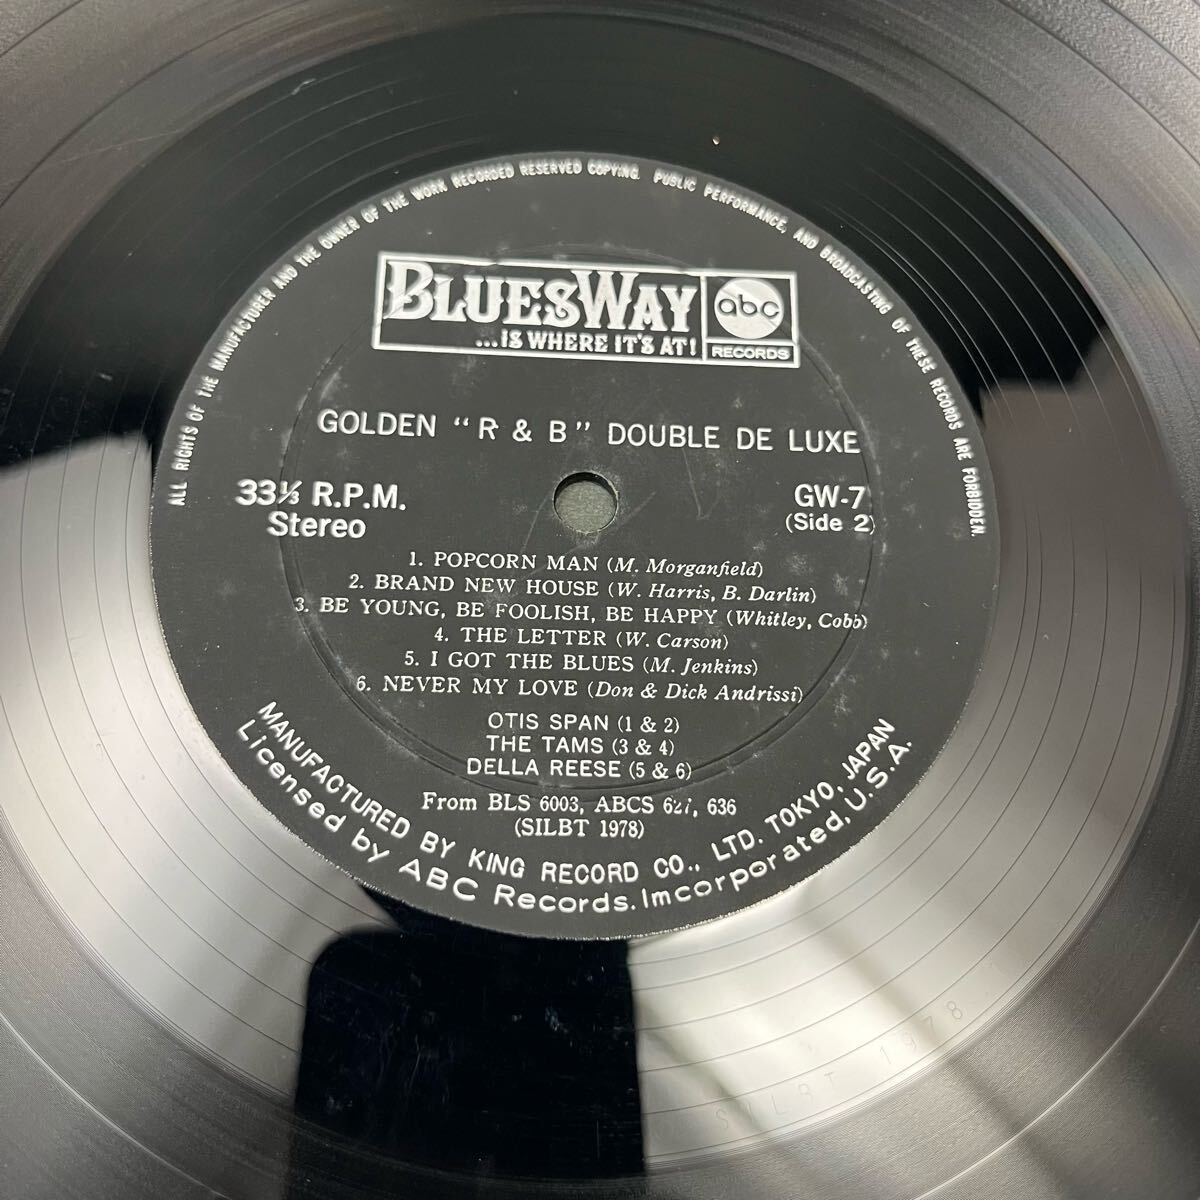 ALL RIGHTS OF THE MANUFACTURER AND THE OWNER OF THE WORK RECORDED RESERVED COPYING. PUBLIC PERFORMANCE, AND BROADCASTING OF THESE RECORDS ARE FORBIDDEN.
BLUESWAY
...IS WHERE IT'S AT!
abc
RECORDS
GOLDEN "R & B" DOUBLE DE LUXE
33⅓ R.P.M.
Stereo
GW-7
(Side 2)
1. POPCORN MAN (M. Morganfield)
2. BRAND NEW HOUSE (W. Harris, B. Darlin)
3. BE YOUNG, BE FOOLISH, BE HAPPY (Whitley, Cobb)
4. THE LETTER (W. Carson)
5. I GOT THE BLUES (M. Jenkins)
6. NEVER MY LOVE (Don & Dick Andrissi)
OTIS SPAN (1 & 2)
THE TAMS (3 & 4)
DELLA REESE (5 & 6)
From BLS 6003, ABCS 627, 636
(SILBT 1978)
MANUFACTURED BY KING RECORD CO., LTD. TOKYO, JAPAN
Licensed by ABC Records. Imcorporated, U.S.A.
SILBT 1978